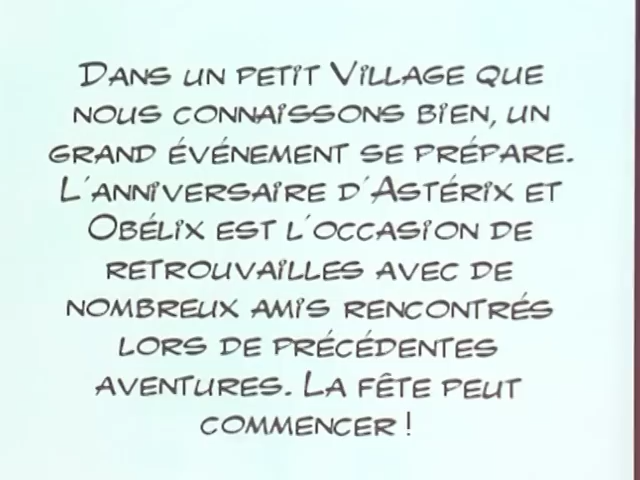 Dans un petit Village que
nous connaissons bien, un
grand événement se prépare.
L'anniversaire d'Astérix et
Obélix est l'occasion de
retrouvailles avec de
nombreux amis rencontrés
lors de précédentes
aventures. La fête peut
commencer !